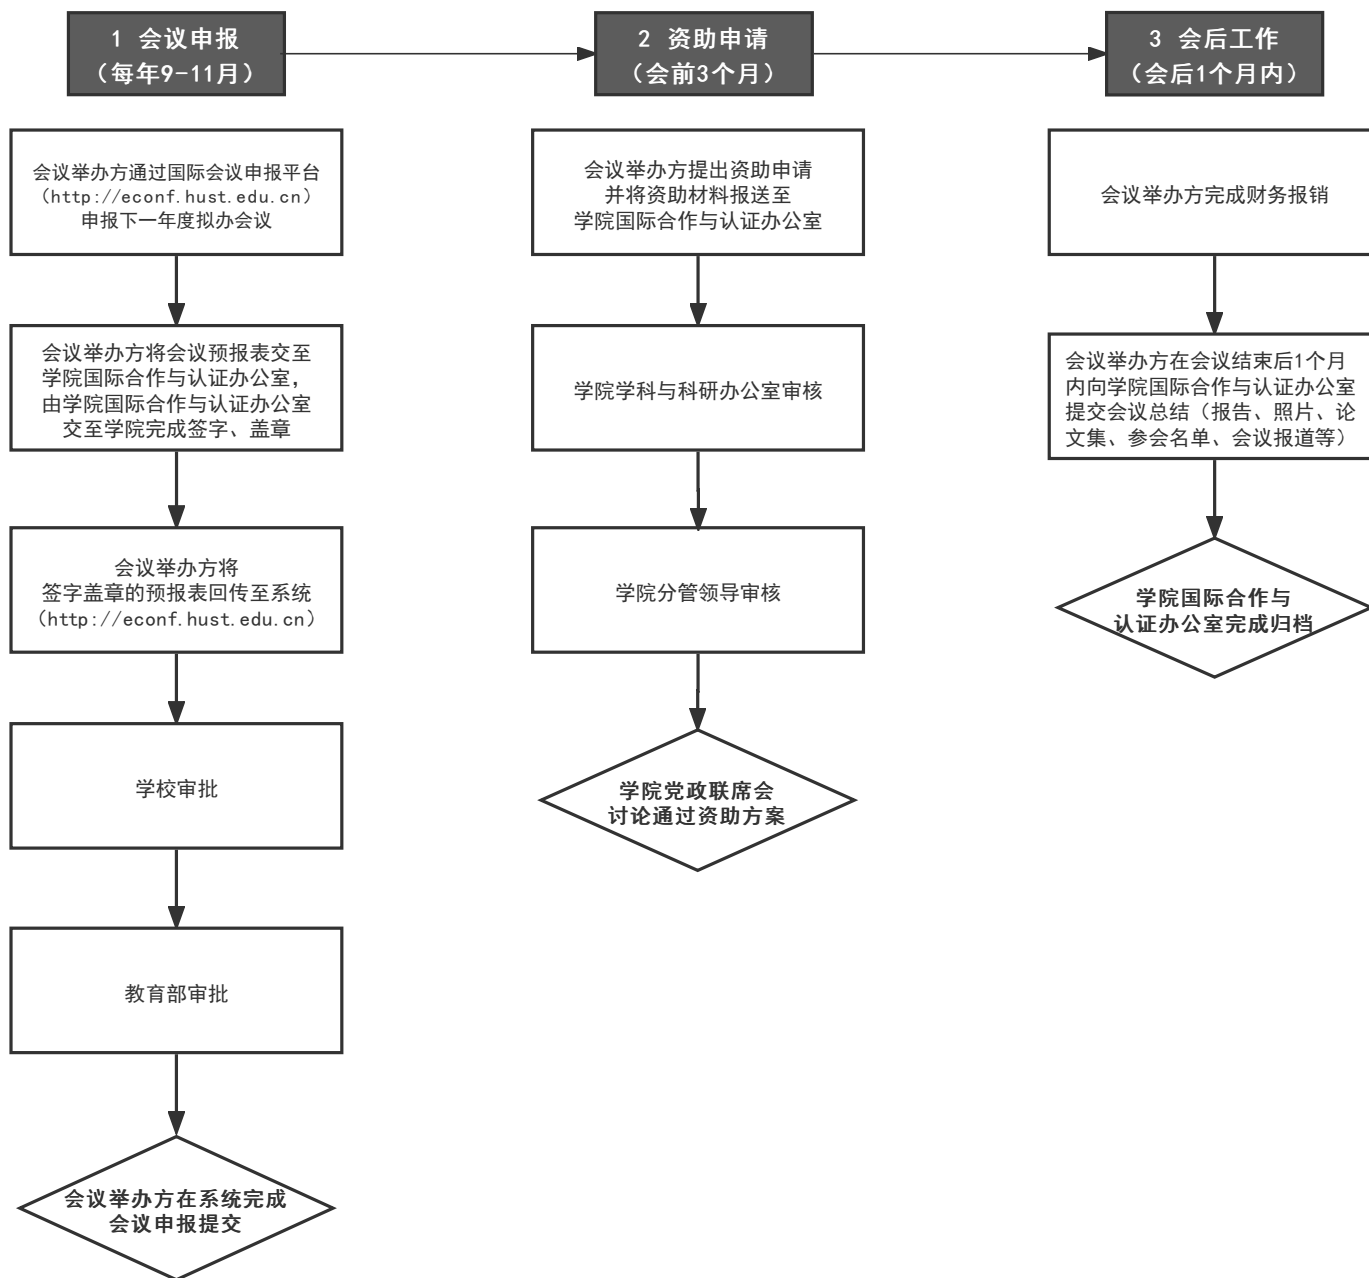 1 会议申报
（每年9-11月）
2 资助申请
（会前3个月）
3 会后工作
（会后1个月内）
会议举办方通过国际会议申报平台
（http://econf.hust.edu.cn）
申报下一年度拟办会议
会议举办方将会议预报表交至
学院国际合作与认证办公室，
由学院国际合作与认证办公室
交至学院完成签字、盖章
会议举办方将
签字盖章的预报表回传至系统
（http://econf.hust.edu.cn）
学校审批
教育部审批
会议举办方在系统完成
会议申报提交
会议举办方提出资助申请
并将资助材料报送至
学院国际合作与认证办公室
学院学科与科研办公室审核
学院分管领导审核
学院党政联席会
讨论通过资助方案
会议举办方完成财务报销
会议举办方在会议结束后1个月
内向学院国际合作与认证办公室
提交会议总结（报告、照片、论
文集、参会名单、会议报道等）
学院国际合作与
认证办公室完成归档